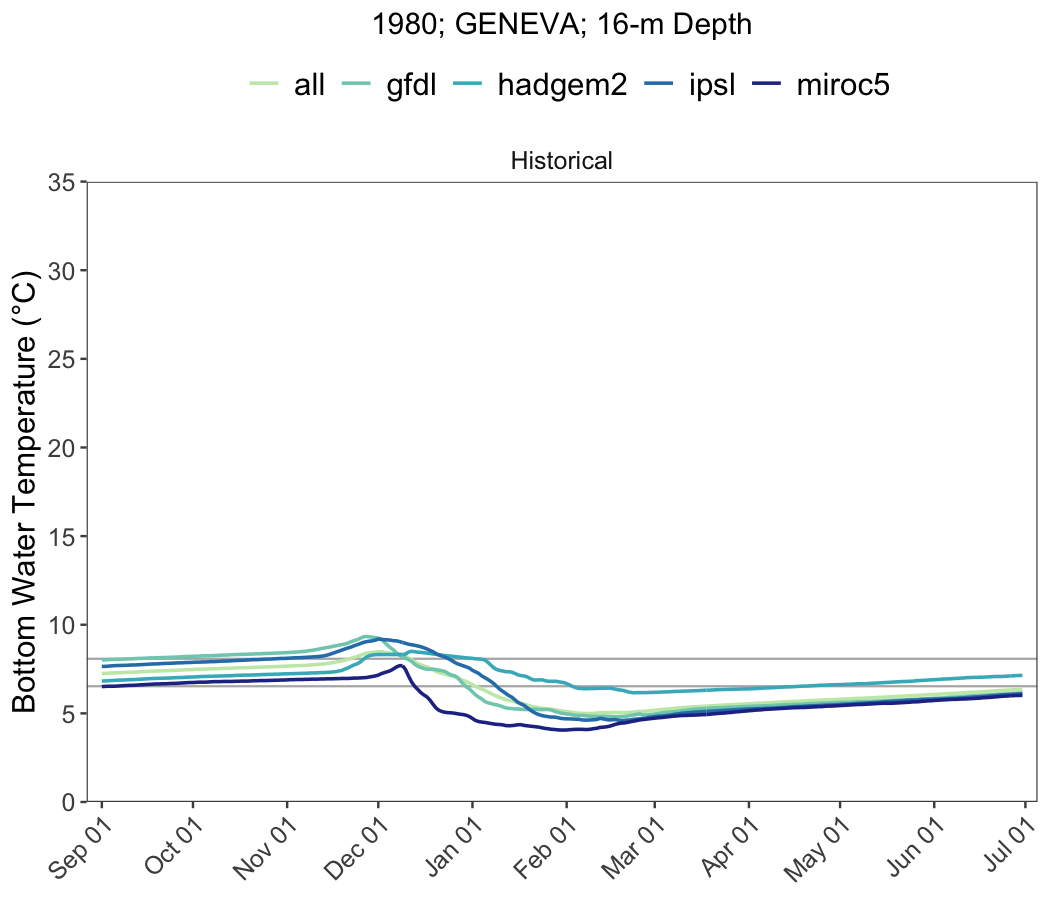 1980; GENEVA; 16-m Depth
all gfdl hadgem2 ipsl miroc5
Historical
Bottom Water Temperature (°C)
35
30
25
20
15
10
5
0
Sep 01 Oct 01 Nov 01 Dec 01 Jan 01 Feb 01 Mar 01 Apr 01 May 01 Jun 01 Jul 01